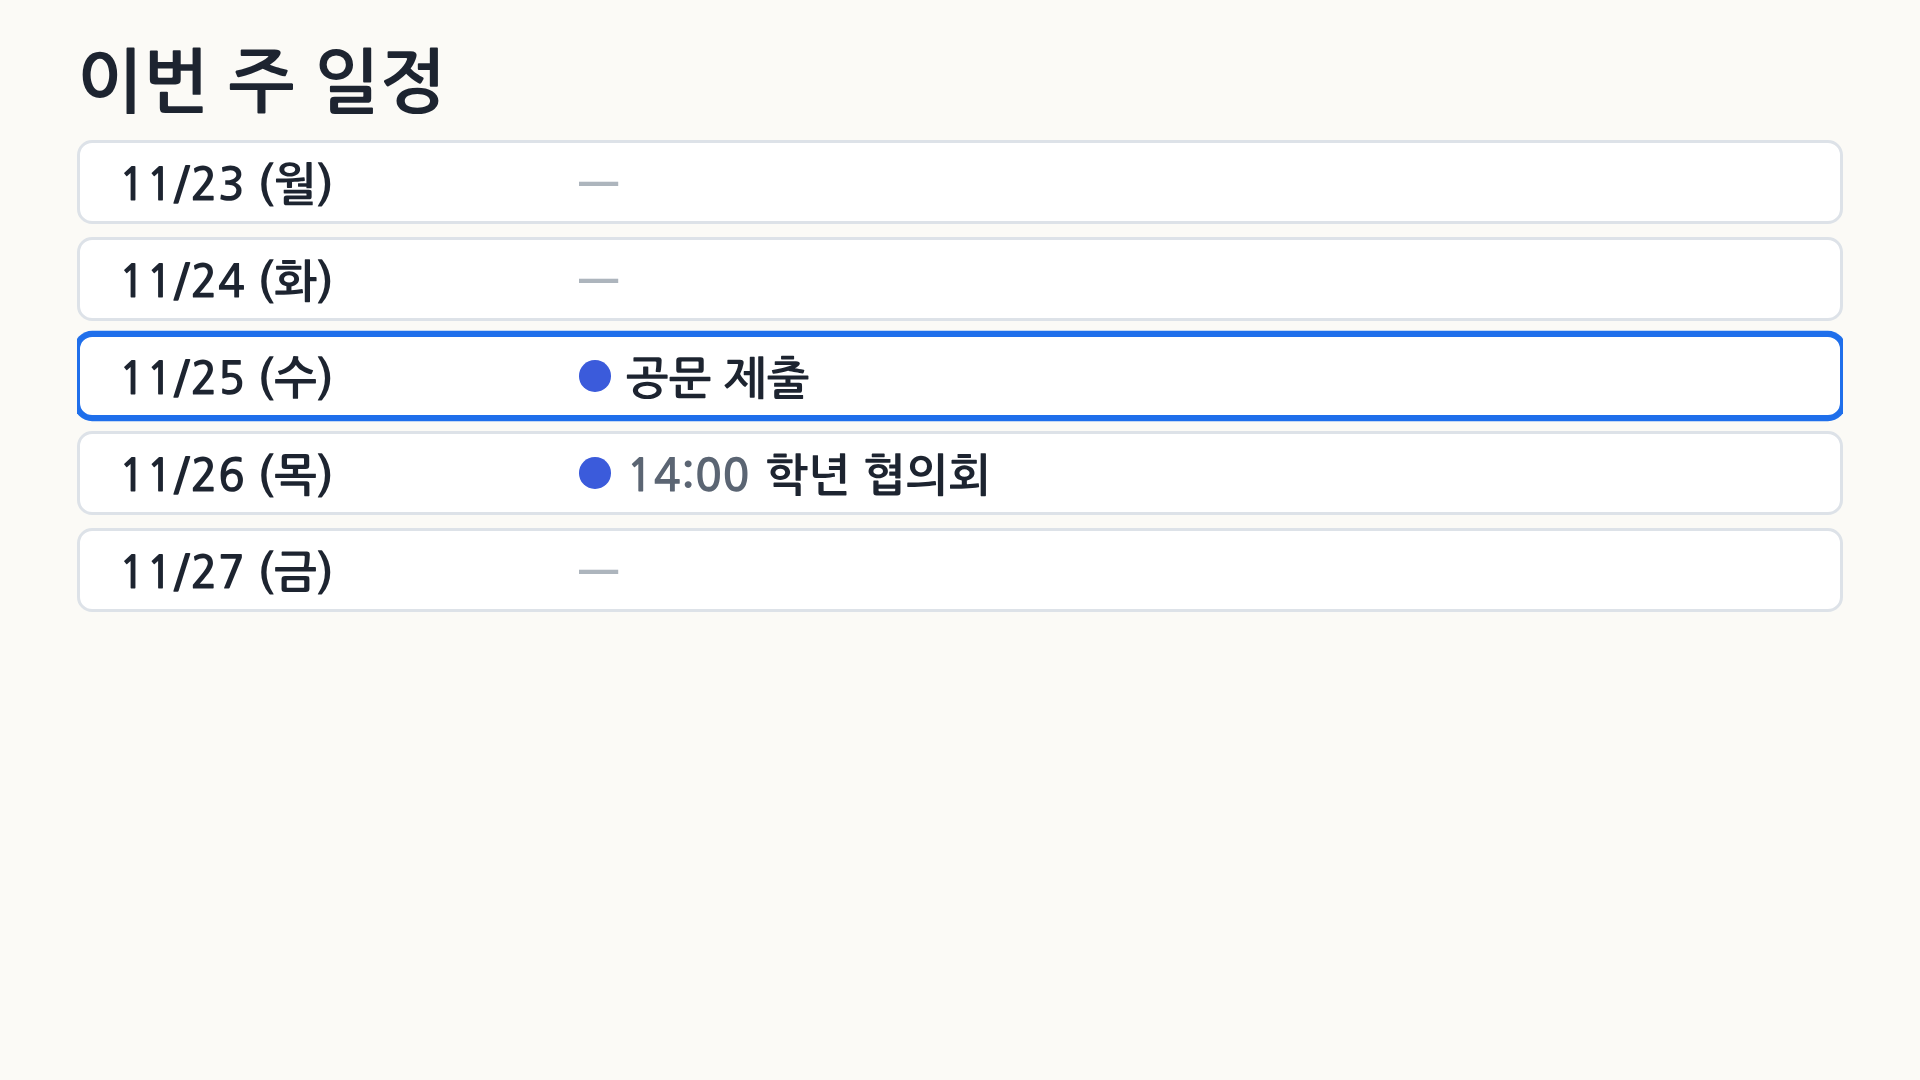 이번 주 일정
11/23 (월) —
11/24 (화) —
11/25 (수) 공문 제출
11/26 (목) 14:00 학년 협의회
11/27 (금) —